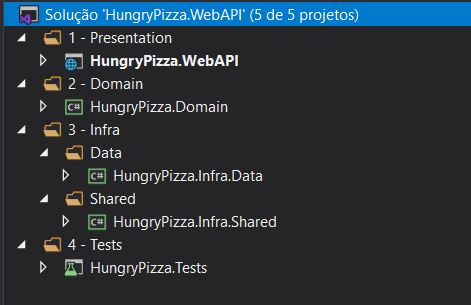 Solução 'HungryPizza.WebAPI' (5 de 5 projetos)
1 - Presentation
HungryPizza.WebAPI
2 - Domain
C# HungryPizza.Domain
3 - Infra
Data
C# HungryPizza.Infra.Data
Shared
C# HungryPizza.Infra.Shared
4 - Tests
HungryPizza.Tests